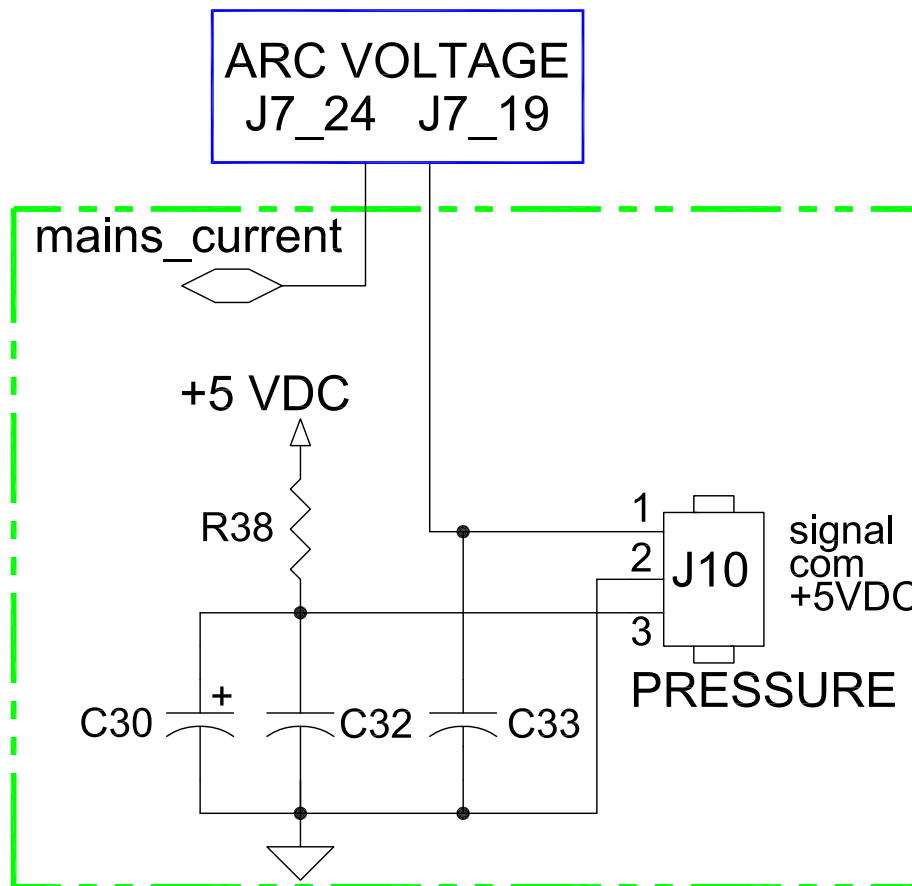 ARC VOLTAGE
J7_24 J7_19
mains_current
+5 VDC
R38
1
2
3
J10
signal
com
+5VDC
PRESSURE
+
C30
C32
C33